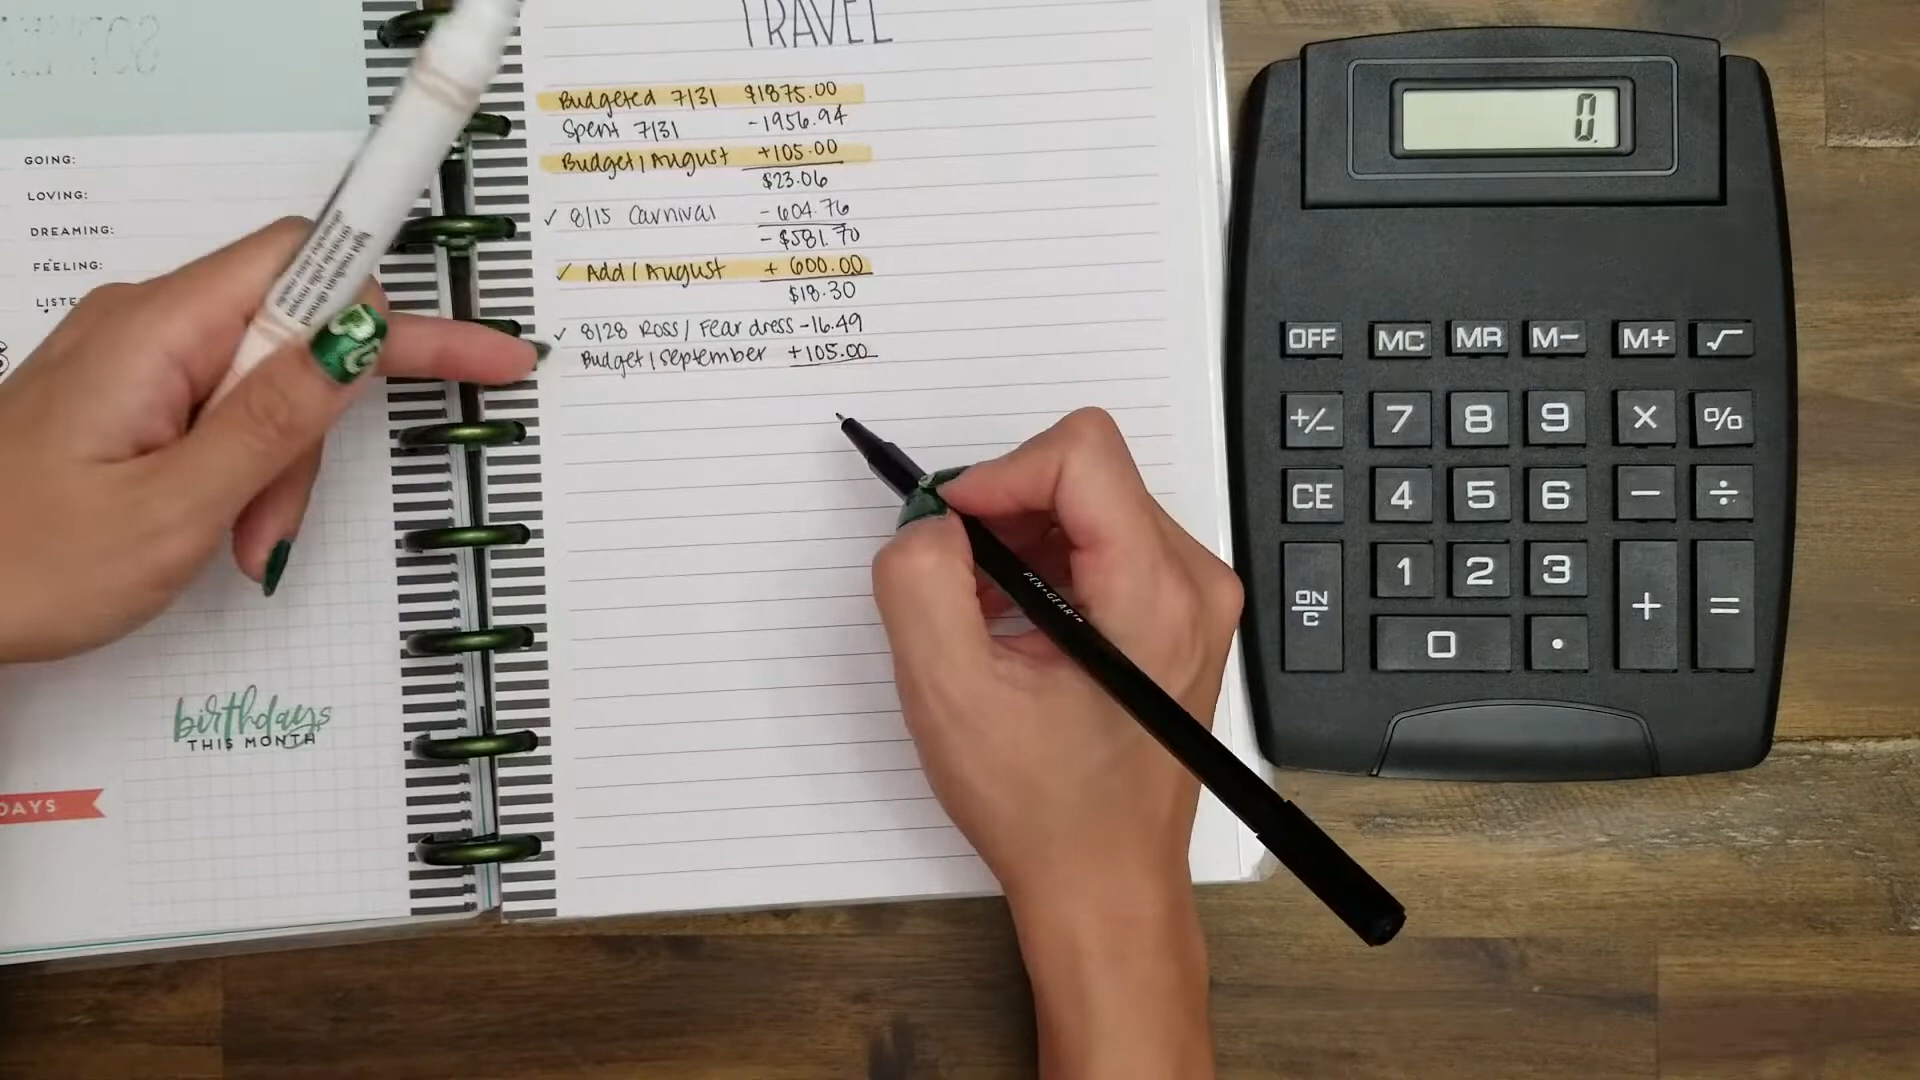 TRAVEL
Budgeted 7/31 $1875.00
Spent 7/31 -1956.94
Budget/August +105.00
$23.06
✓ 8/15 Carnival -604.76
-$581.70
✓ Add/August +600.00
$18.30
✓ 8/28 Ross/Fear dress -16.49
Budget/September +105.00
GOING:
LOVING:
DREAMING:
FEELING:
LISTE
birthdays
THIS MONTH
DAYS
PEN+GEAR™
0.
OFF MC MR M- M+ √
+/- 7 8 9 X %
CE 4 5 6 - ÷
ON/C 1 2 3 + =
0 .